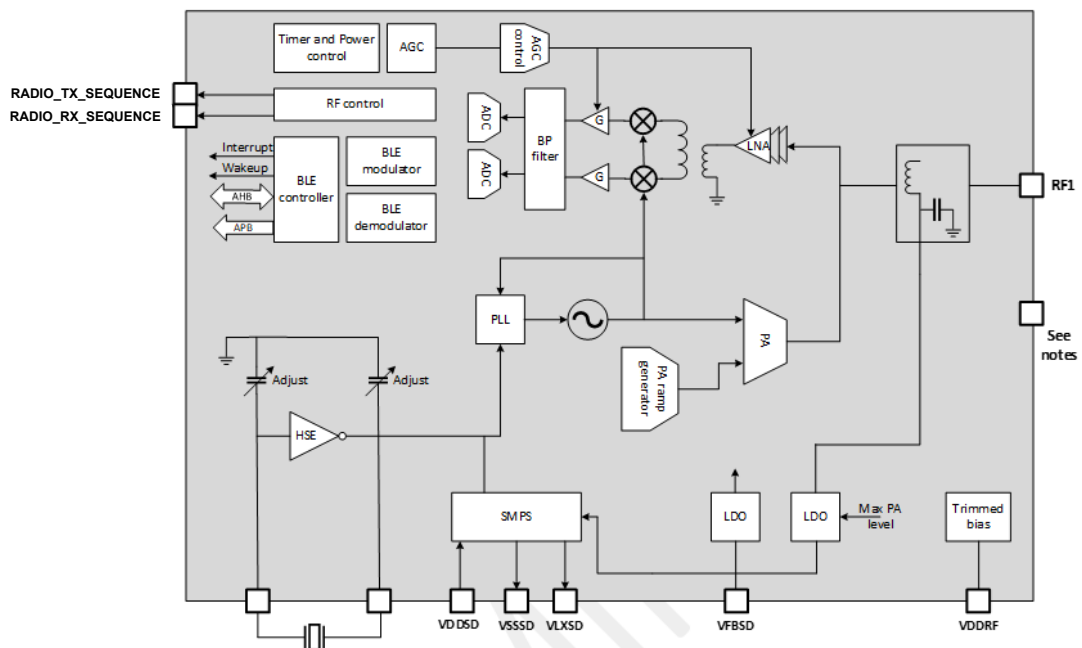 Timer and Power
control
AGC
AGC
control
RADIO_TX_SEQUENCE
RADIO_RX_SEQUENCE
RF control
ADC
ADC
BP
filter
G
G
LNA
Interrupt
Wakeup
AHB
APB
BLE
controller
BLE
modulator
BLE
demodulator
RF1
PLL
PA
PA ramp
generator
See
notes
Adjust
Adjust
HSE
SMPS
LDO
LDO
Max PA
level
Trimmed
bias
VDDSD
VSSSD
VLXSD
VFBSD
VDDRF